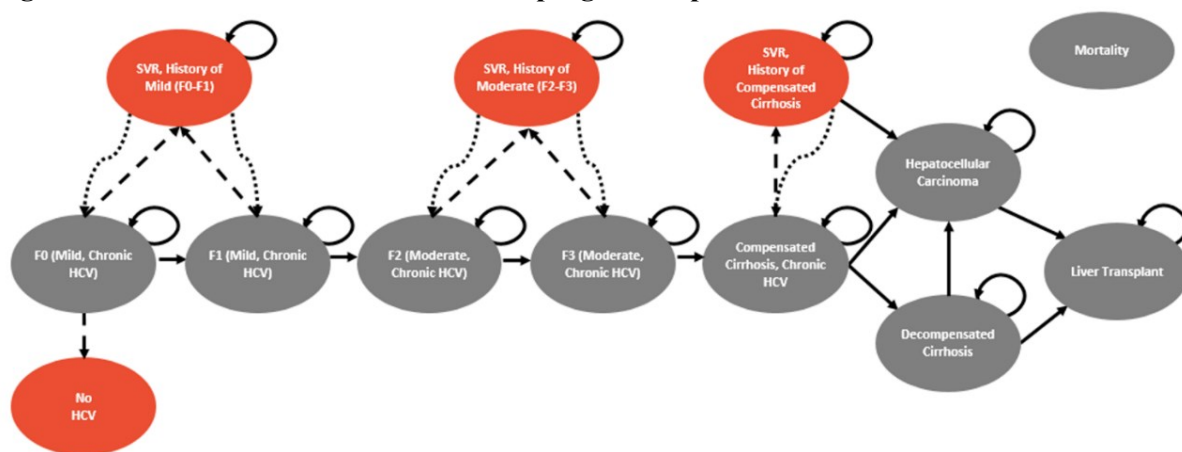 SVR, History of
Mild (F0-F1)
SVR, History of
Moderate (F2-F3)
SVR,
History of
Compensated
Cirrhosis
Mortality
Hepatocellular
Carcinoma
F0 (Mild, Chronic
HCV)
F1 (Mild, Chronic
HCV)
F2 (Moderate,
Chronic HCV)
F3 (Moderate,
Chronic HCV)
Compensated
Cirrhosis, Chronic
HCV
Liver Transplant
Decompensated
Cirrhosis
No
HCV